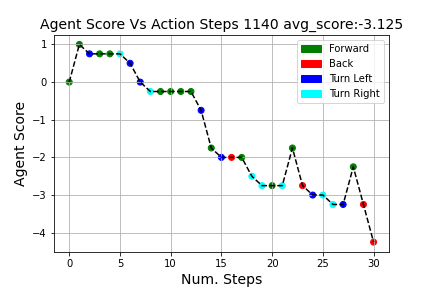 Agent Score Vs Action Steps 1140 avg_score:-3.125
Forward
Back
Turn Left
Turn Right
1
0
−1
−2
−3
−4
Agent Score
0 5 10 15 20 25 30
Num. Steps